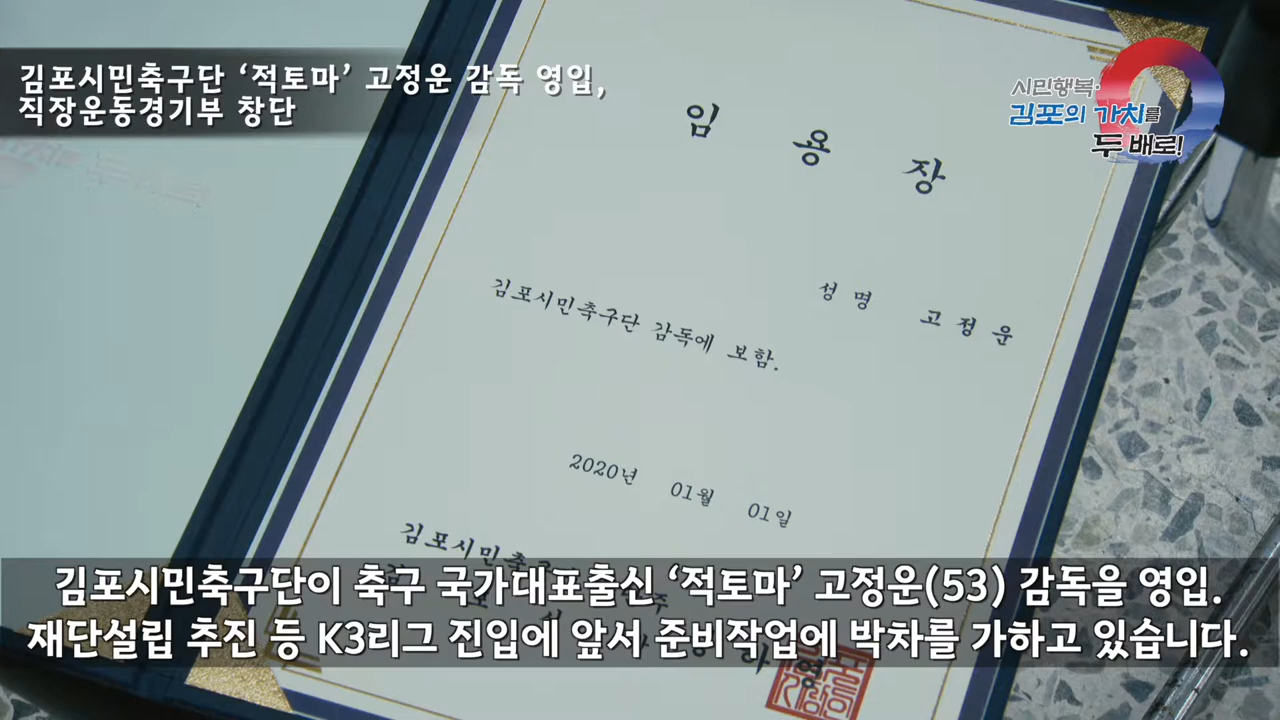 김포시민축구단 ‘적토마’ 고정운 감독 영입,
직장운동경기부 창단
시민행복·
김포의 가치를
두 배로!
임 용 장
성 명 고 정 운
김포시민축구단 감독에 보함.
2020년 01월 01일
김포시민축구
김포시민축구단이 축구 국가대표출신 ‘적토마’ 고정운(53) 감독을 영입.
재단설립 추진 등 K3리그 진입에 앞서 준비작업에 박차를 가하고 있습니다.